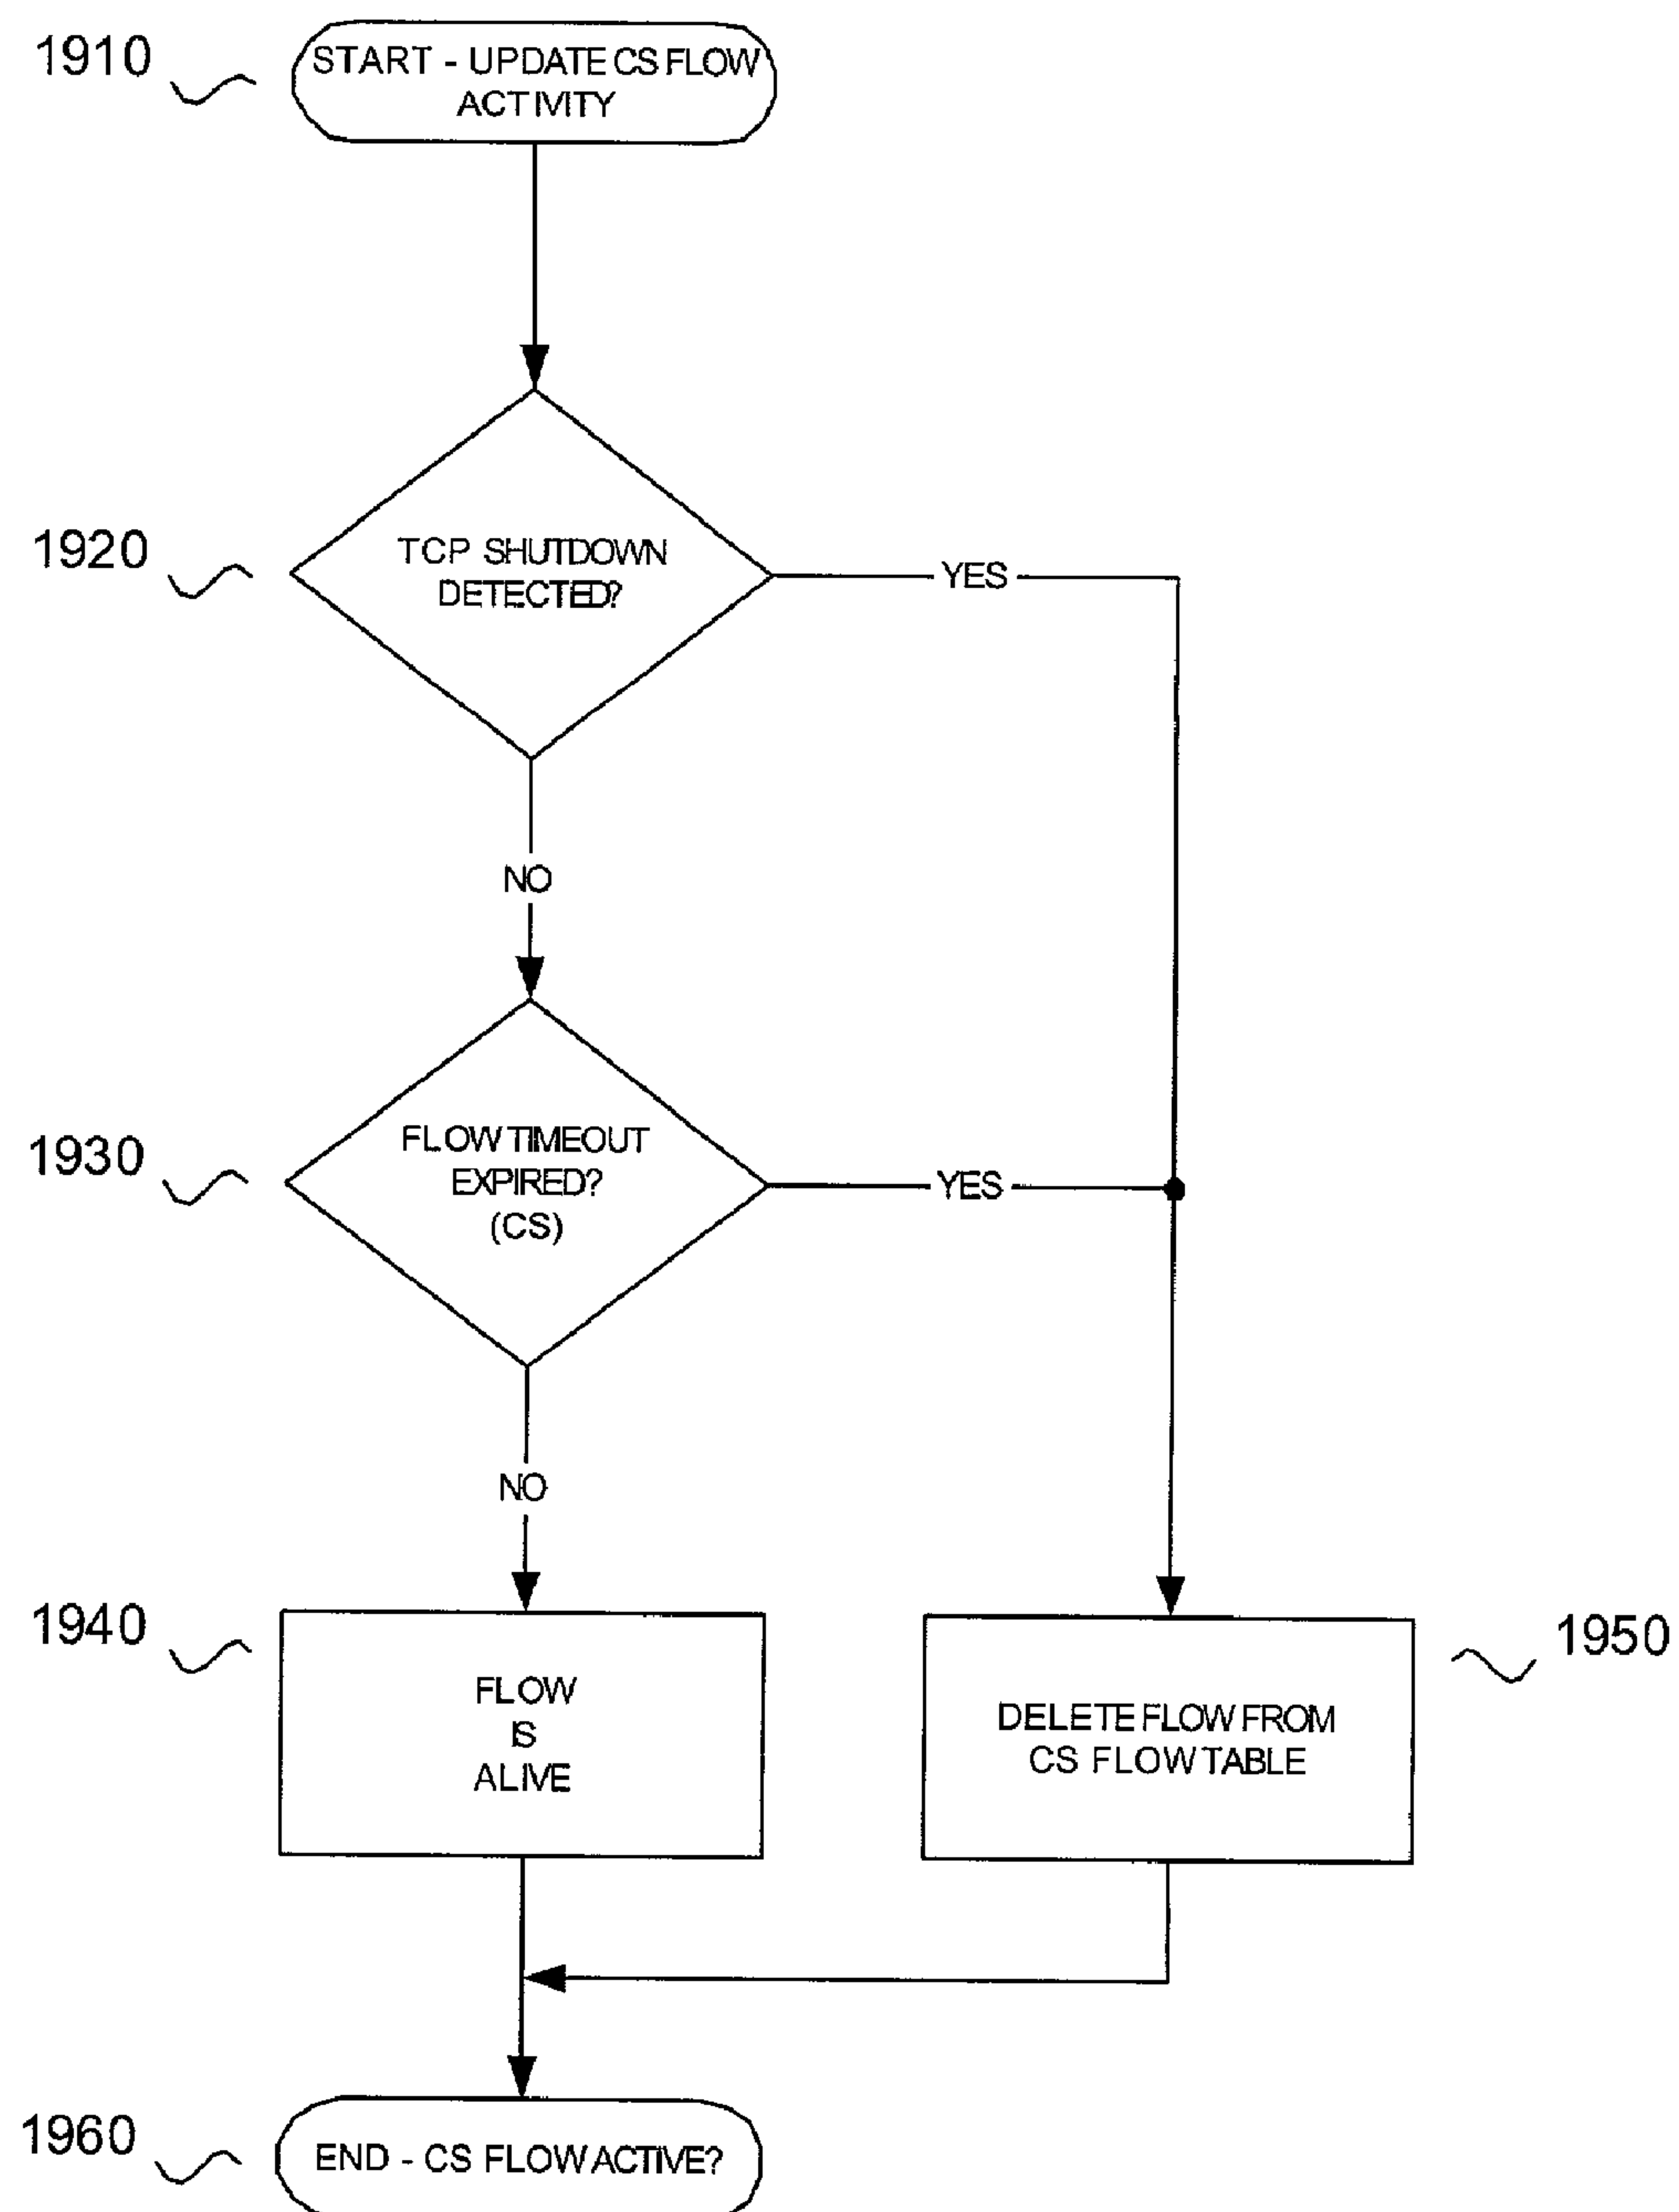 1910
START - UPDATE CS FLOW
ACTIVITY
1920
TCP SHUTDOWN
DETECTED?
YES
NO
1930
FLOW TIMEOUT
EXPIRED?
(CS)
YES
NO
1940
FLOW
IS
ALIVE
1950
DELETE FLOW FROM
CS FLOW TABLE
1960
END - CS FLOW ACTIVE?